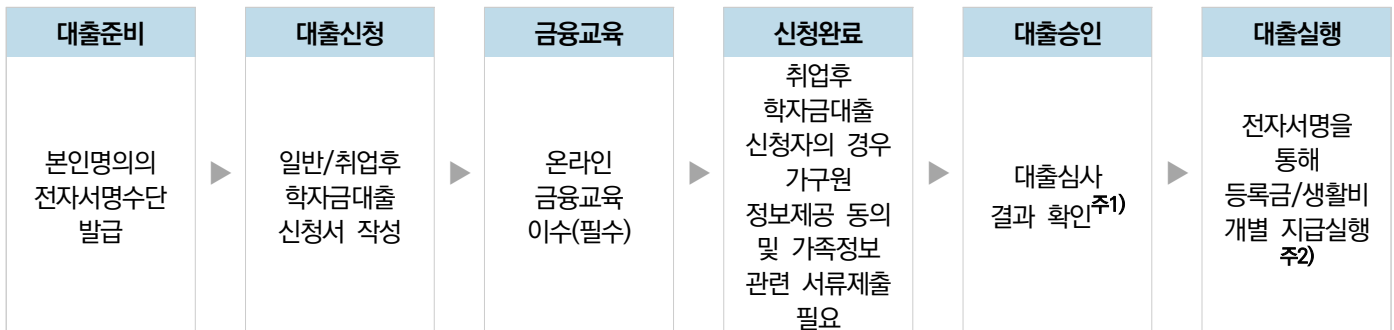 대출준비
본인명의의
전자서명수단
발급
대출신청
일반/취업후
학자금대출
신청서 작성
금융교육
온라인
금융교육
이수(필수)
신청완료
취업후
학자금대출
신청자의 경우
가구원
정보제공 동의
및 가족정보
관련 서류제출
필요
대출승인
대출심사
결과 확인주1)
대출실행
전자서명을
통해
등록금/생활비
개별 지급실행
주2)